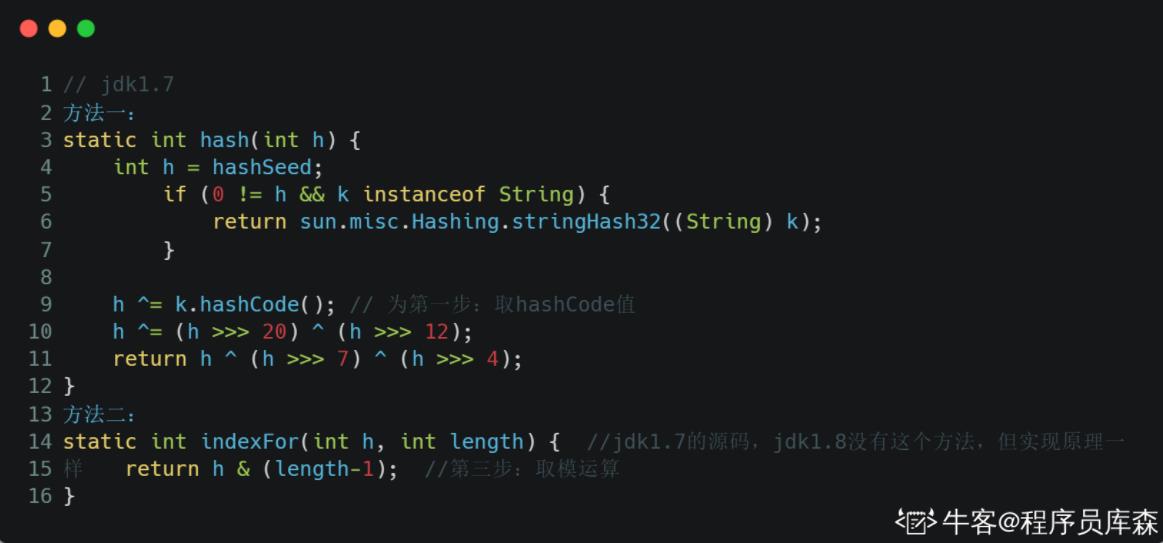 1 // jdk1.7
2 方法一：
3 static int hash(int h) {
4     int h = hashSeed;
5         if (0 != h && k instanceof String) {
6             return sun.misc.Hashing.stringHash32((String) k);
7         }
8
9     h ^= k.hashCode(); // 为第一步：取hashCode值
10     h ^= (h >>> 20) ^ (h >>> 12);
11     return h ^ (h >>> 7) ^ (h >>> 4);
12 }
13 方法二：
14 static int indexFor(int h, int length) {  //jdk1.7的源码，jdk1.8没有这个方法，但实现原理一
15 样    return h & (length-1);  //第三步：取模运算
16 }
牛客@程序员库森